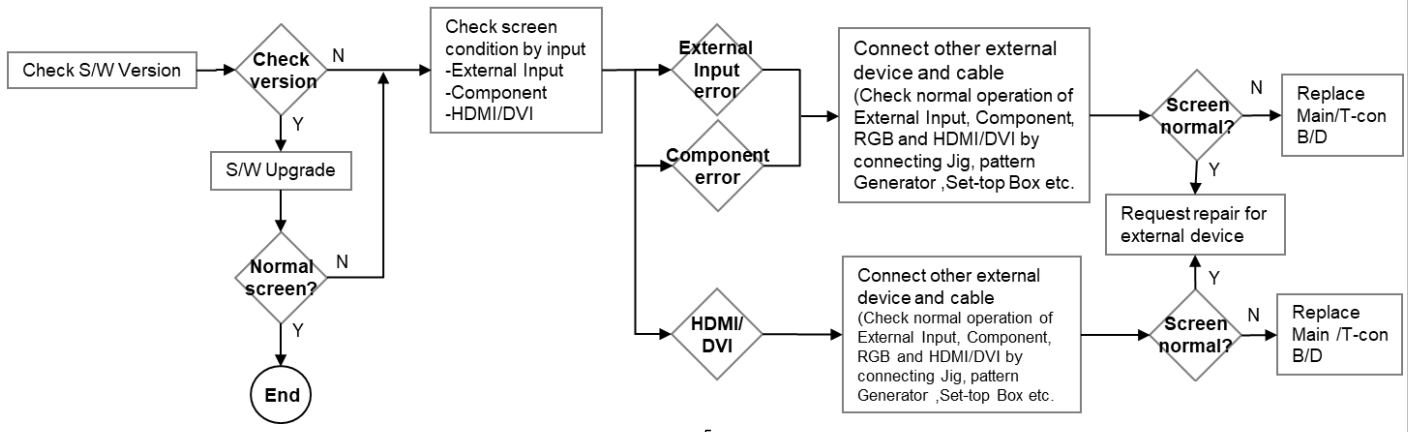 Check S/W Version
Check
version
N
Y
S/W Upgrade
Normal
screen?
N
Y
End
Check screen
condition by input
-External Input
-Component
-HDMI/DVI
External
Input
error
Component
error
HDMI/
DVI
Connect other external
device and cable
(Check normal operation of
External Input, Component,
RGB and HDMI/DVI by
connecting Jig, pattern
Generator ,Set-top Box etc.
Screen
normal?
N
Replace
Main/T-con
B/D
Y
Request repair for
external device
Connect other external
device and cable
(Check normal operation of
External Input, Component,
RGB and HDMI/DVI by
connecting Jig, pattern
Generator ,Set-top Box etc.
Y
Screen
normal?
N
Replace
Main /T-con
B/D